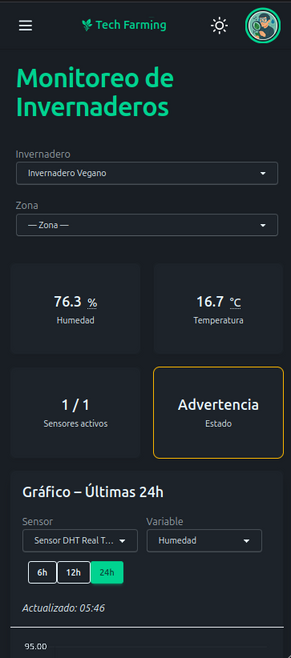 Tech Farming
Monitoreo de
Invernaderos
Invernadero
Invernadero Vegano
Zona
— Zona —
76.3 %
Humedad
16.7 °C
Temperatura
1 / 1
Sensores activos
Advertencia
Estado
Gráfico – Últimas 24h
Sensor
Variable
Sensor DHT Real T...
Humedad
6h
12h
24h
Actualizado: 05:46
95.00